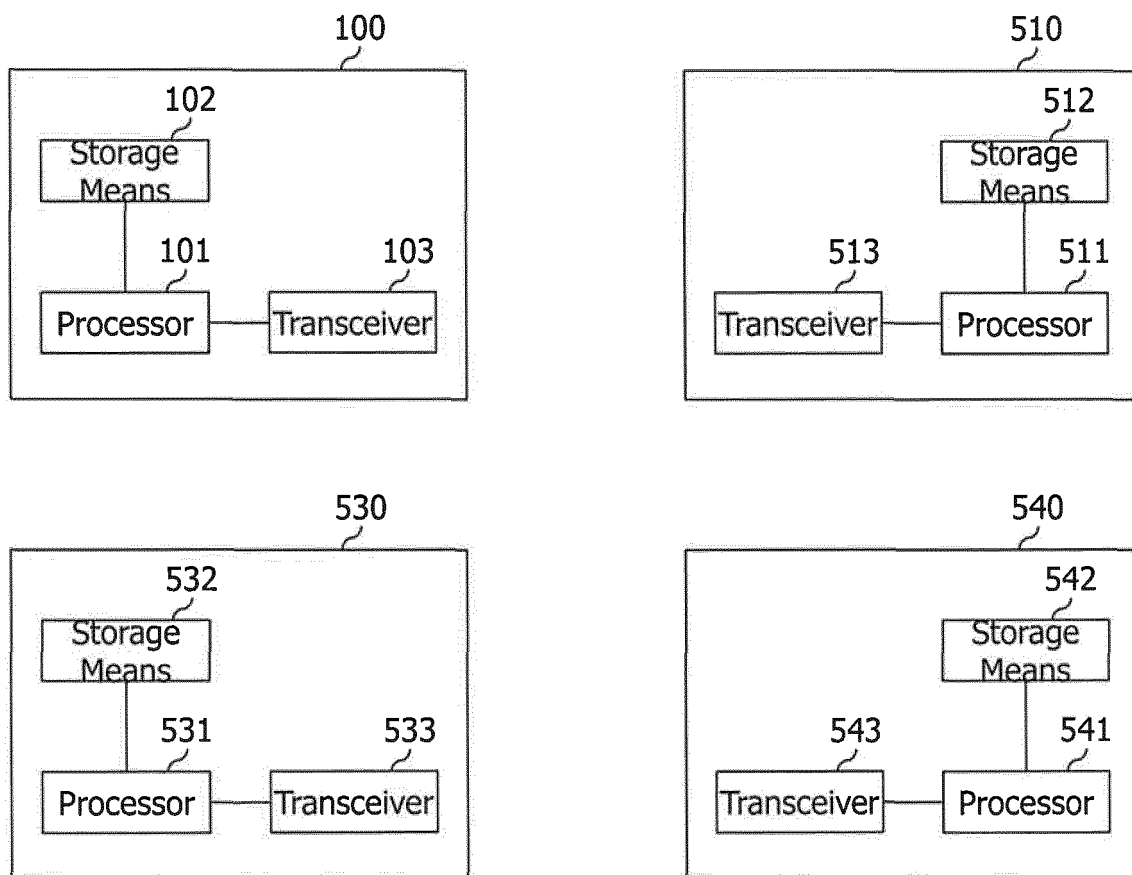 100
102
Storage
Means
101
103
Processor
Transceiver
510
512
Storage
Means
513
511
Transceiver
Processor
530
532
Storage
Means
531
533
Processor
Transceiver
540
542
Storage
Means
543
541
Transceiver
Processor